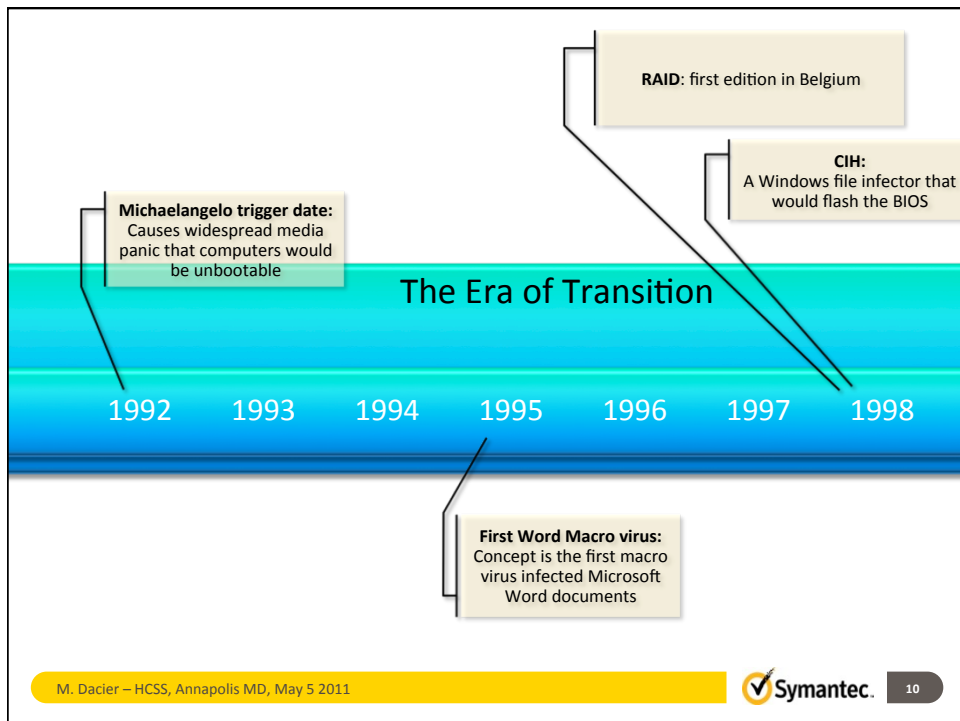 RAID: first edition in Belgium
CIH:
A Windows file infector that
would flash the BIOS
Michaelangelo trigger date:
Causes widespread media
panic that computers would
be unbootable
The Era of Transition
1992 1993 1994 1995 1996 1997 1998
First Word Macro virus:
Concept is the first macro
virus infected Microsoft
Word documents
M. Dacier – HCSS, Annapolis MD, May 5 2011
Symantec.
10